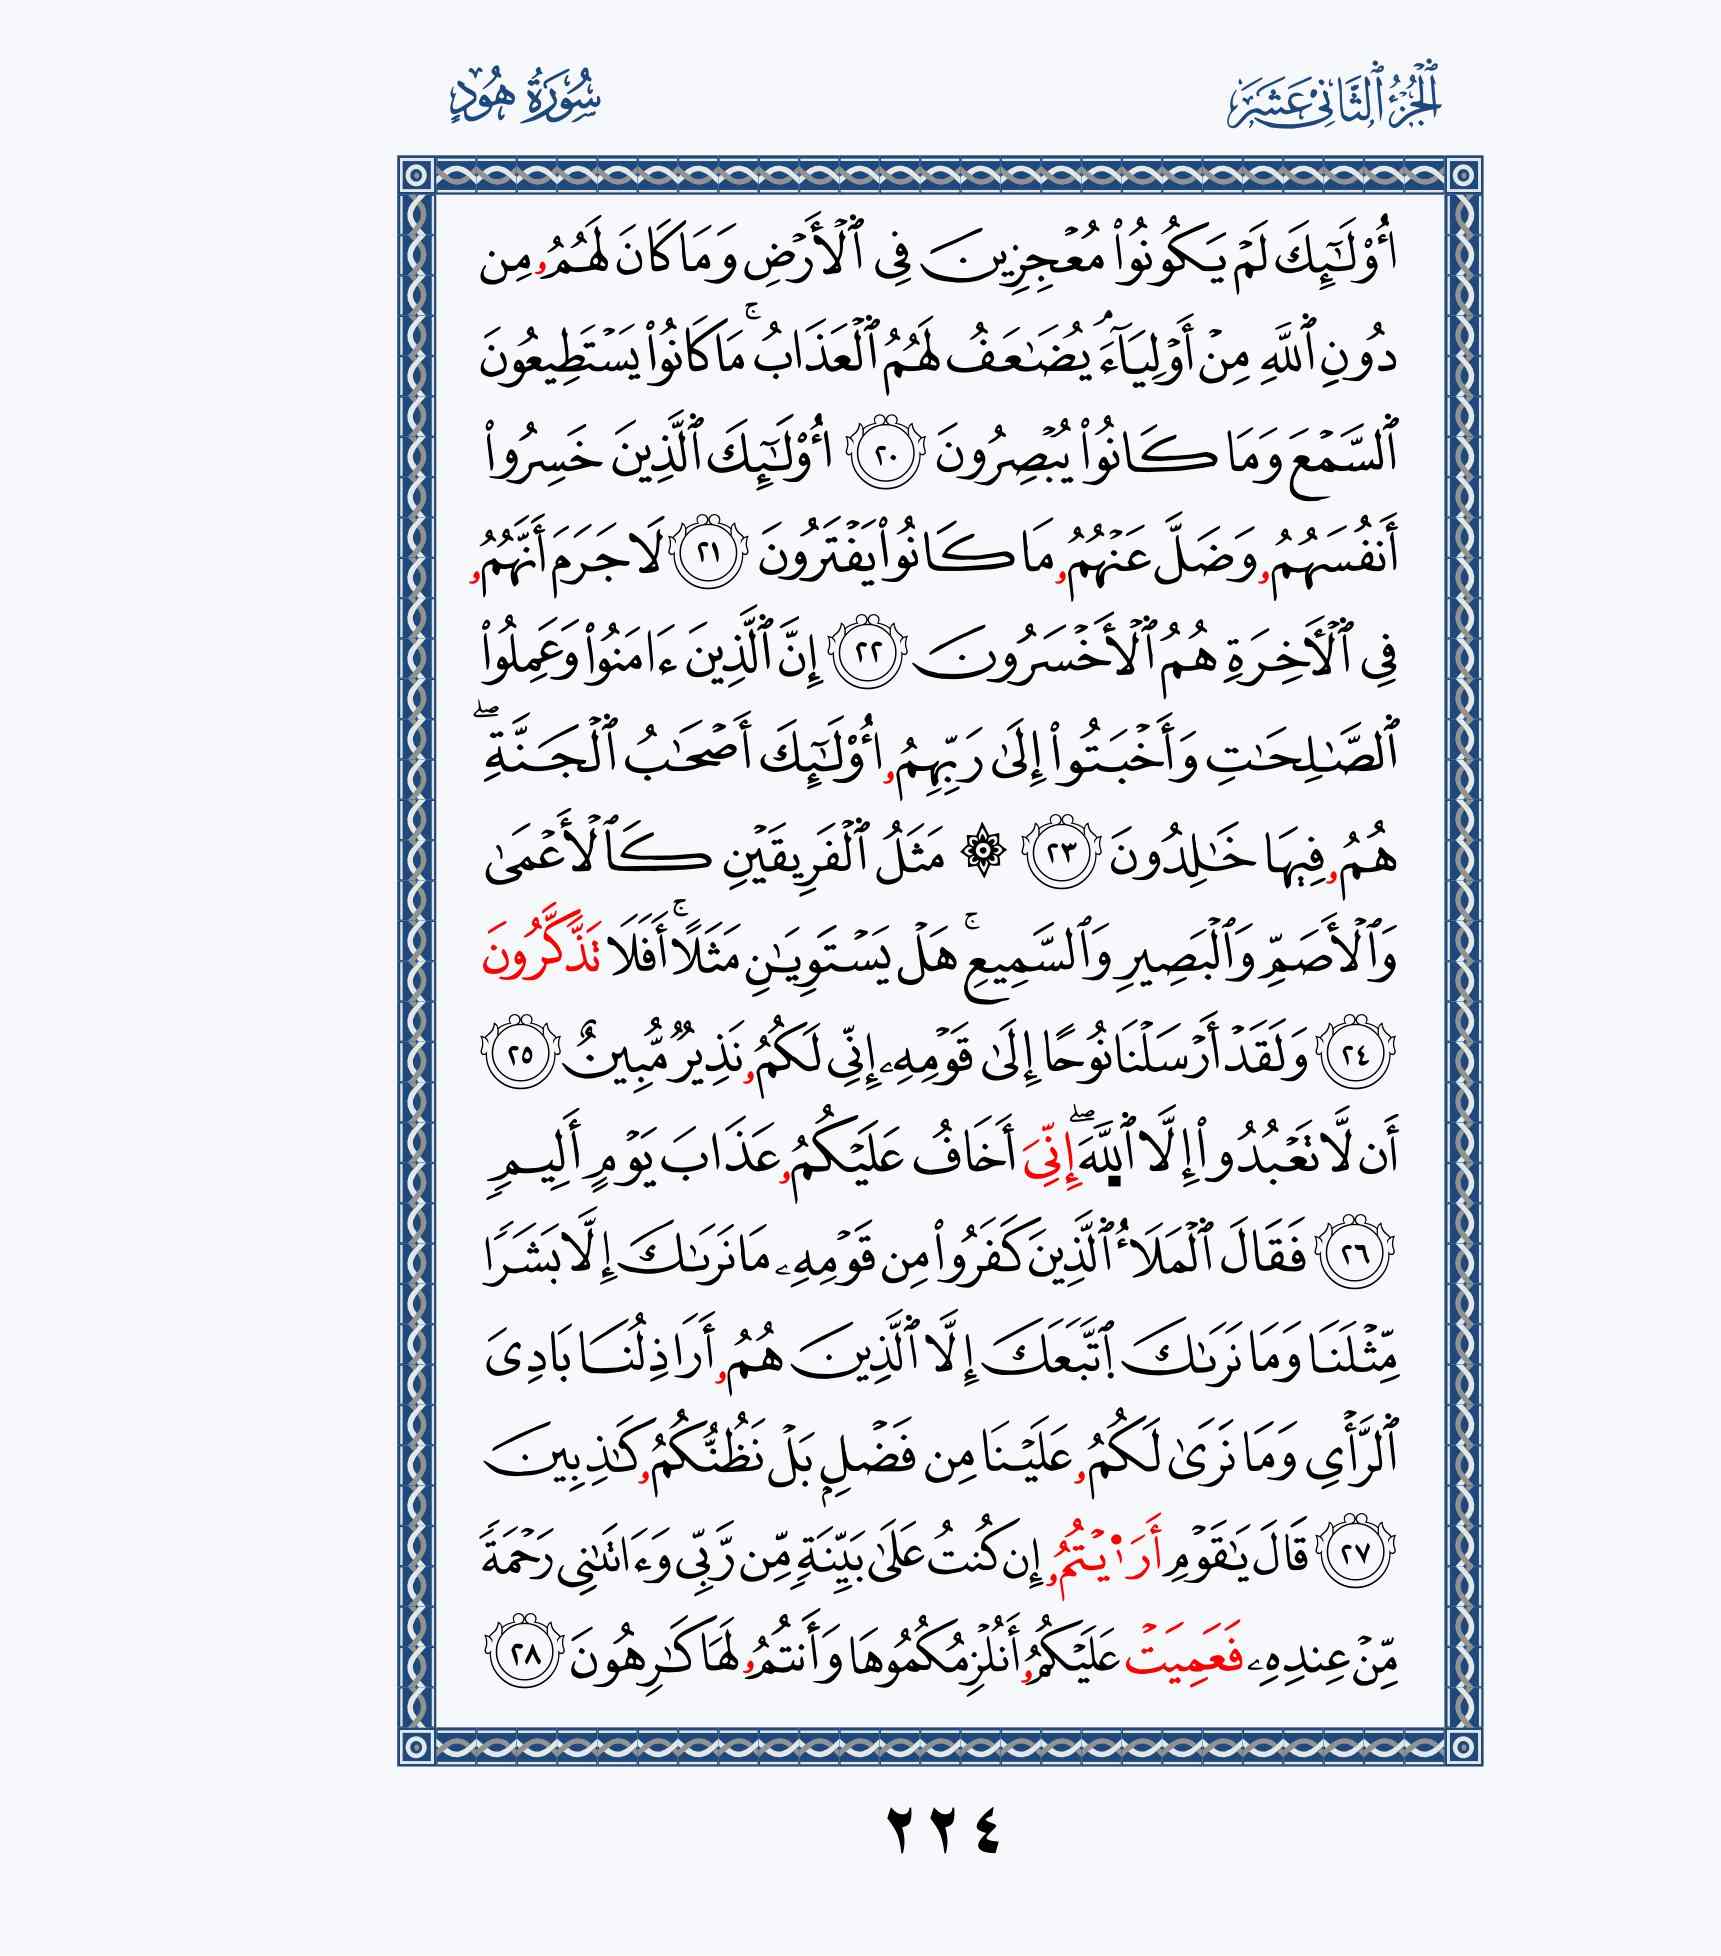 ٱلْجُزْءُ ٱلثَّانِىَ عَشَرَ
سُورَةُ هُودٍ
أُوْلَٰٓئِكَ لَمْ يَكُونُوا۟ مُعْجِزِينَ فِى ٱلْأَرْضِ وَمَا كَانَ لَهُمُۥ مِن
دُونِ ٱللَّهِ مِنْ أَوْلِيَآءَۘ يُضَٰعَفُ لَهُمُ ٱلْعَذَابُۚ مَا كَانُوا۟ يَسْتَطِيعُونَ
ٱلسَّمْعَ وَمَا كَانُوا۟ يُبْصِرُونَ ٢٠ أُوْلَٰٓئِكَ ٱلَّذِينَ خَسِرُوا۟
أَنفُسَهُمُۥ وَضَلَّ عَنْهُمُۥ مَا كَانُوا۟ يَفْتَرُونَ ٢١ لَا جَرَمَ أَنَّهُمُۥ
فِى ٱلْأَخِرَةِ هُمُ ٱلْأَخْسَرُونَ ٢٢ إِنَّ ٱلَّذِينَ ءَامَنُوا۟ وَعَمِلُوا۟
ٱلصَّٰلِحَٰتِ وَأَخْبَتُوا۟ إِلَىٰ رَبِّهِمُۥ أُوْلَٰٓئِكَ أَصْحَٰبُ ٱلْجَنَّةِۖ
هُمُۥ فِيهَا خَٰلِدُونَ ٢٣ ۞ مَثَلُ ٱلْفَرِيقَيْنِ كَٱلْأَعْمَىٰ
وَٱلْأَصَمِّ وَٱلْبَصِيرِ وَٱلسَّمِيعِۚ هَلْ يَسْتَوِيَٰنِ مَثَلًاۚ أَفَلَا تَذَّكَّرُونَ
٢٤ وَلَقَدْ أَرْسَلْنَا نُوحًا إِلَىٰ قَوْمِهِۦ إِنِّى لَكُمُۥ نَذِيرٌ مُّبِينٌ ٢٥
أَن لَّا تَعْبُدُوا۟ إِلَّا ٱللَّهَۖ إِنِّىَ أَخَافُ عَلَيْكُمُۥ عَذَابَ يَوْمٍ أَلِيمٍ
٢٦ فَقَالَ ٱلْمَلَأُ ٱلَّذِينَ كَفَرُوا۟ مِن قَوْمِهِۦ مَا نَرَىٰكَ إِلَّا بَشَرًا
مِّثْلَنَا وَمَا نَرَىٰكَ ٱتَّبَعَكَ إِلَّا ٱلَّذِينَ هُمُۥ أَرَاذِلُنَا بَادِىَ
ٱلرَّأْىِ وَمَا نَرَىٰ لَكُمُۥ عَلَيْنَا مِن فَضْلٍۭ بَلْ نَظُنُّكُمُۥ كَٰذِبِينَ
٢٧ قَالَ يَٰقَوْمِ أَرَا۬يْتُمُۥ إِن كُنتُ عَلَىٰ بَيِّنَةٍ مِّن رَّبِّى وَءَاتَىٰنِى رَحْمَةً
مِّنْ عِندِهِۦ فَعَمِيَتْ عَلَيْكُمُۥ أَنُلْزِمُكُمُوهَا وَأَنتُمُۥ لَهَا كَٰرِهُونَ ٢٨
٢٢٤